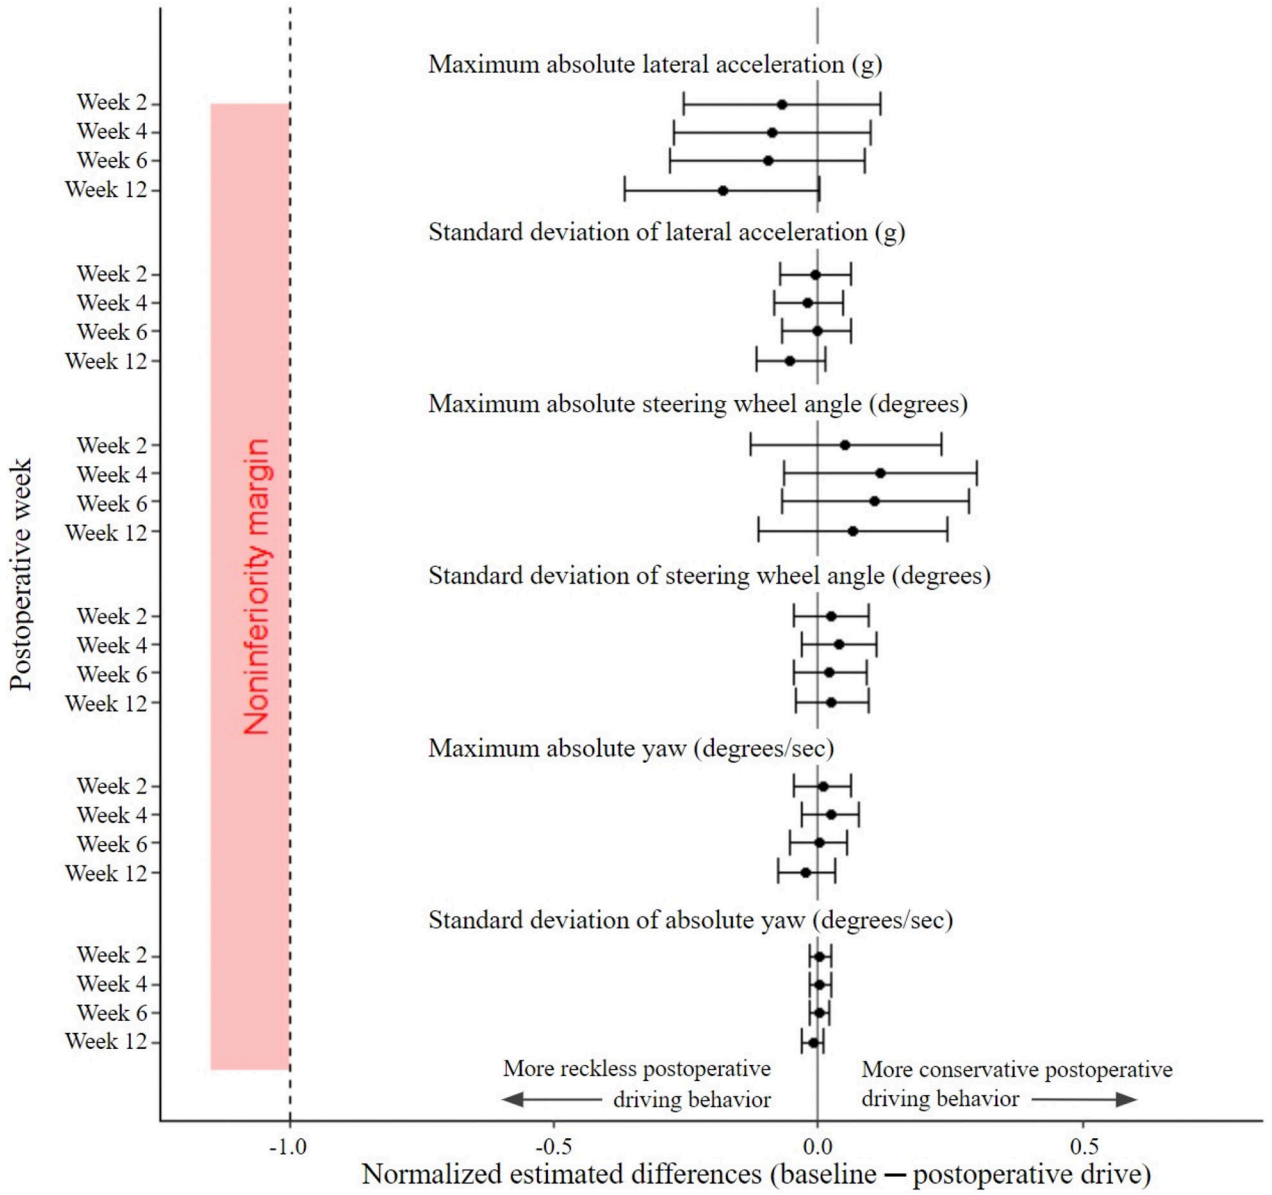 Maximum absolute lateral acceleration (g)
Week 2
Week 4
Week 6
Week 12
Standard deviation of lateral acceleration (g)
Week 2
Week 4
Week 6
Week 12
Maximum absolute steering wheel angle (degrees)
Week 2
Week 4
Week 6
Week 12
Standard deviation of steering wheel angle (degrees)
Week 2
Week 4
Week 6
Week 12
Maximum absolute yaw (degrees/sec)
Week 2
Week 4
Week 6
Week 12
Standard deviation of absolute yaw (degrees/sec)
Week 2
Week 4
Week 6
Week 12
Postoperative week
Noninferiority margin
More reckless postoperative
driving behavior
More conservative postoperative
driving behavior
-1.0
-0.5
0.0
0.5
Normalized estimated differences (baseline — postoperative drive)